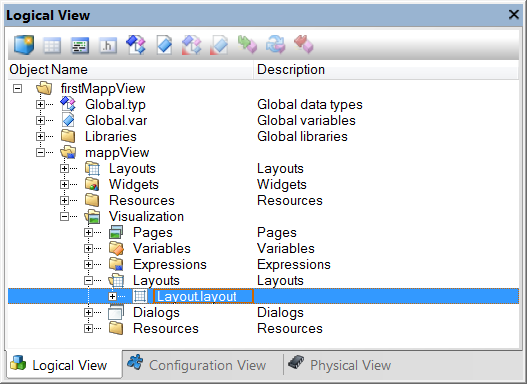 Logical View
Object Name Description
firstMappView
Global.typ Global data types
Global.var Global variables
Libraries Global libraries
mappView
Layouts Layouts
Widgets Widgets
Resources Resources
Visualization
Pages Pages
Variables Variables
Expressions Expressions
Layouts Layouts
Layout.layout
Dialogs Dialogs
Resources Resources
Logical View Configuration View Physical View